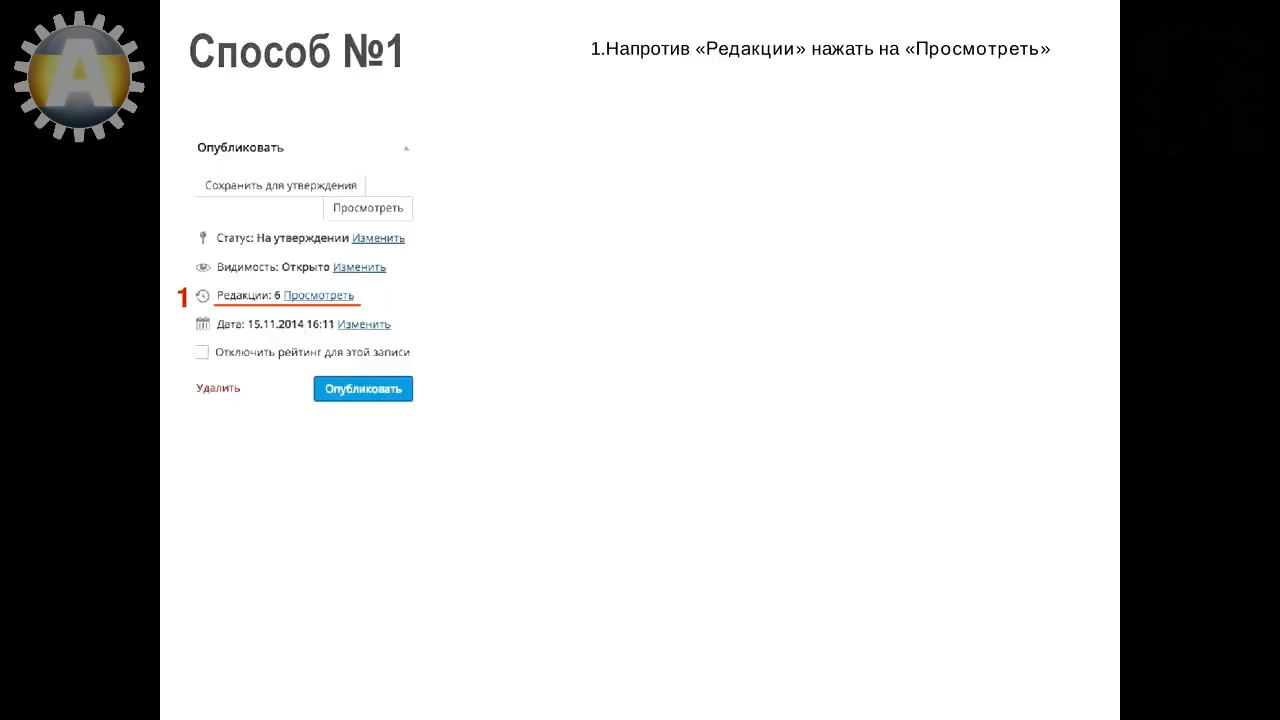 Способ №1
1.Напротив «Редакции» нажать на «Просмотреть»
Опубликовать
Сохранить для утверждения
Просмотреть
Статус: На утверждении Изменить
Видимость: Открыто Изменить
1 Редакции: 6 Просмотреть
Дата: 15.11.2014 16:11 Изменить
Отключить рейтинг для этой записи
Удалить Опубликовать
A